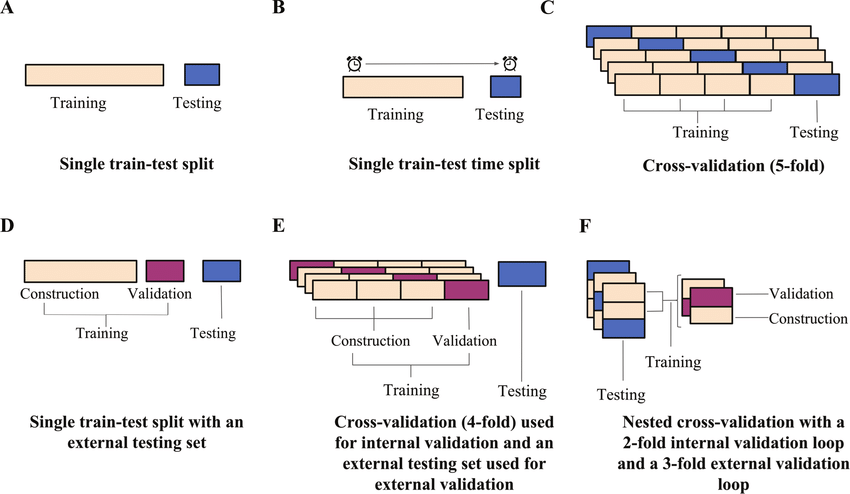 A
B
C
Training
Testing
Single train-test split
Training
Testing
Single train-test time split
Training
Testing
Cross-validation (5-fold)
D
E
F
Construction
Validation
Training
Testing
Single train-test split with an
external testing set
Construction
Validation
Training
Testing
Cross-validation (4-fold) used
for internal validation and an
external testing set used for
external validation
Validation
Construction
Training
Testing
Nested cross-validation with a
2-fold internal validation loop
and a 3-fold external validation
loop